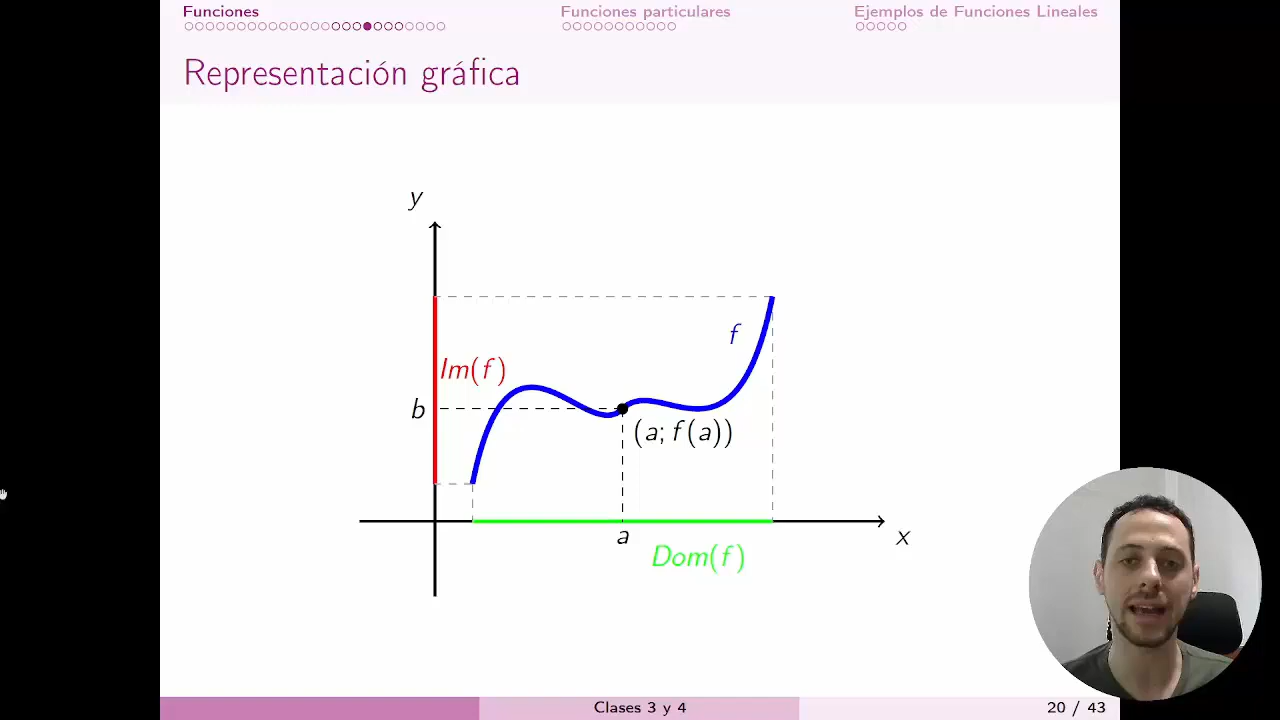 Funciones Funciones particulares Ejemplos de Funciones Lineales
Representación gráfica
y
f
Im(f)
b
(a; f(a))
a
x
Dom(f)
Clases 3 y 4 20 / 43